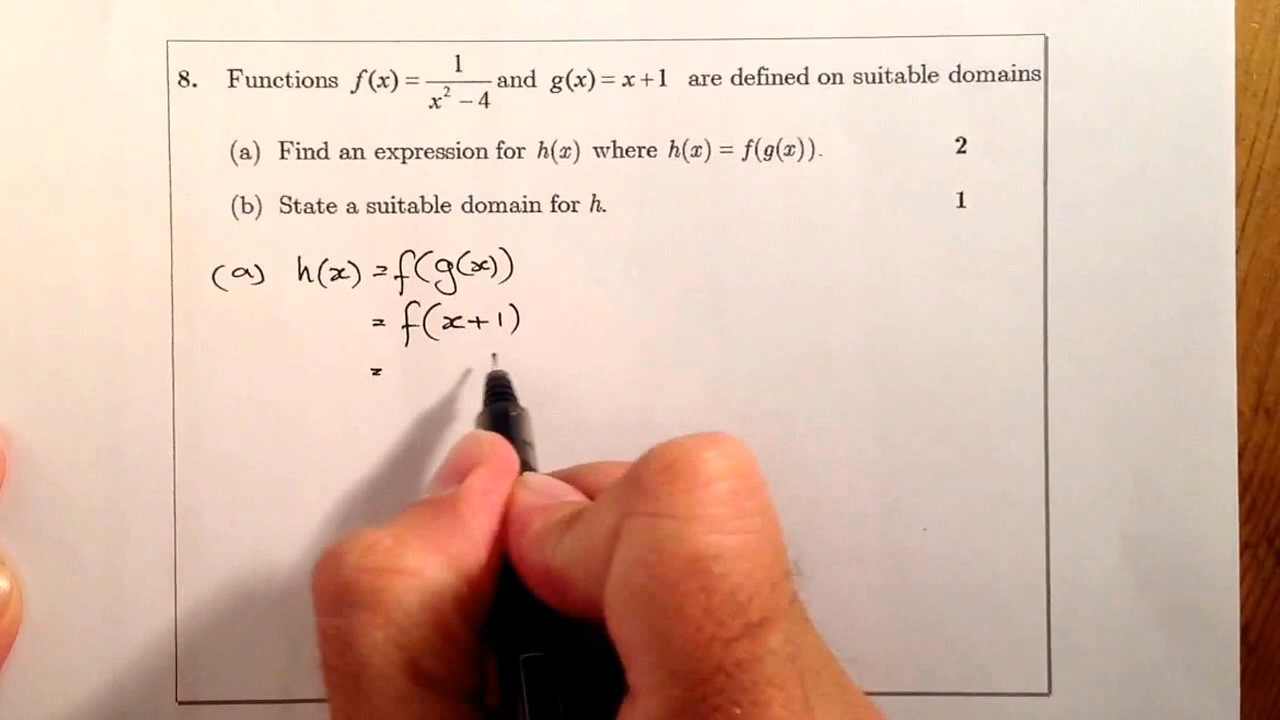 8. Functions f(x) = 1/(x² − 4) and g(x) = x + 1 are defined on suitable domains
(a) Find an expression for h(x) where h(x) = f(g(x)). 2
(b) State a suitable domain for h. 1
(a) h(x) = f(g(x))
= f(x+1)
=